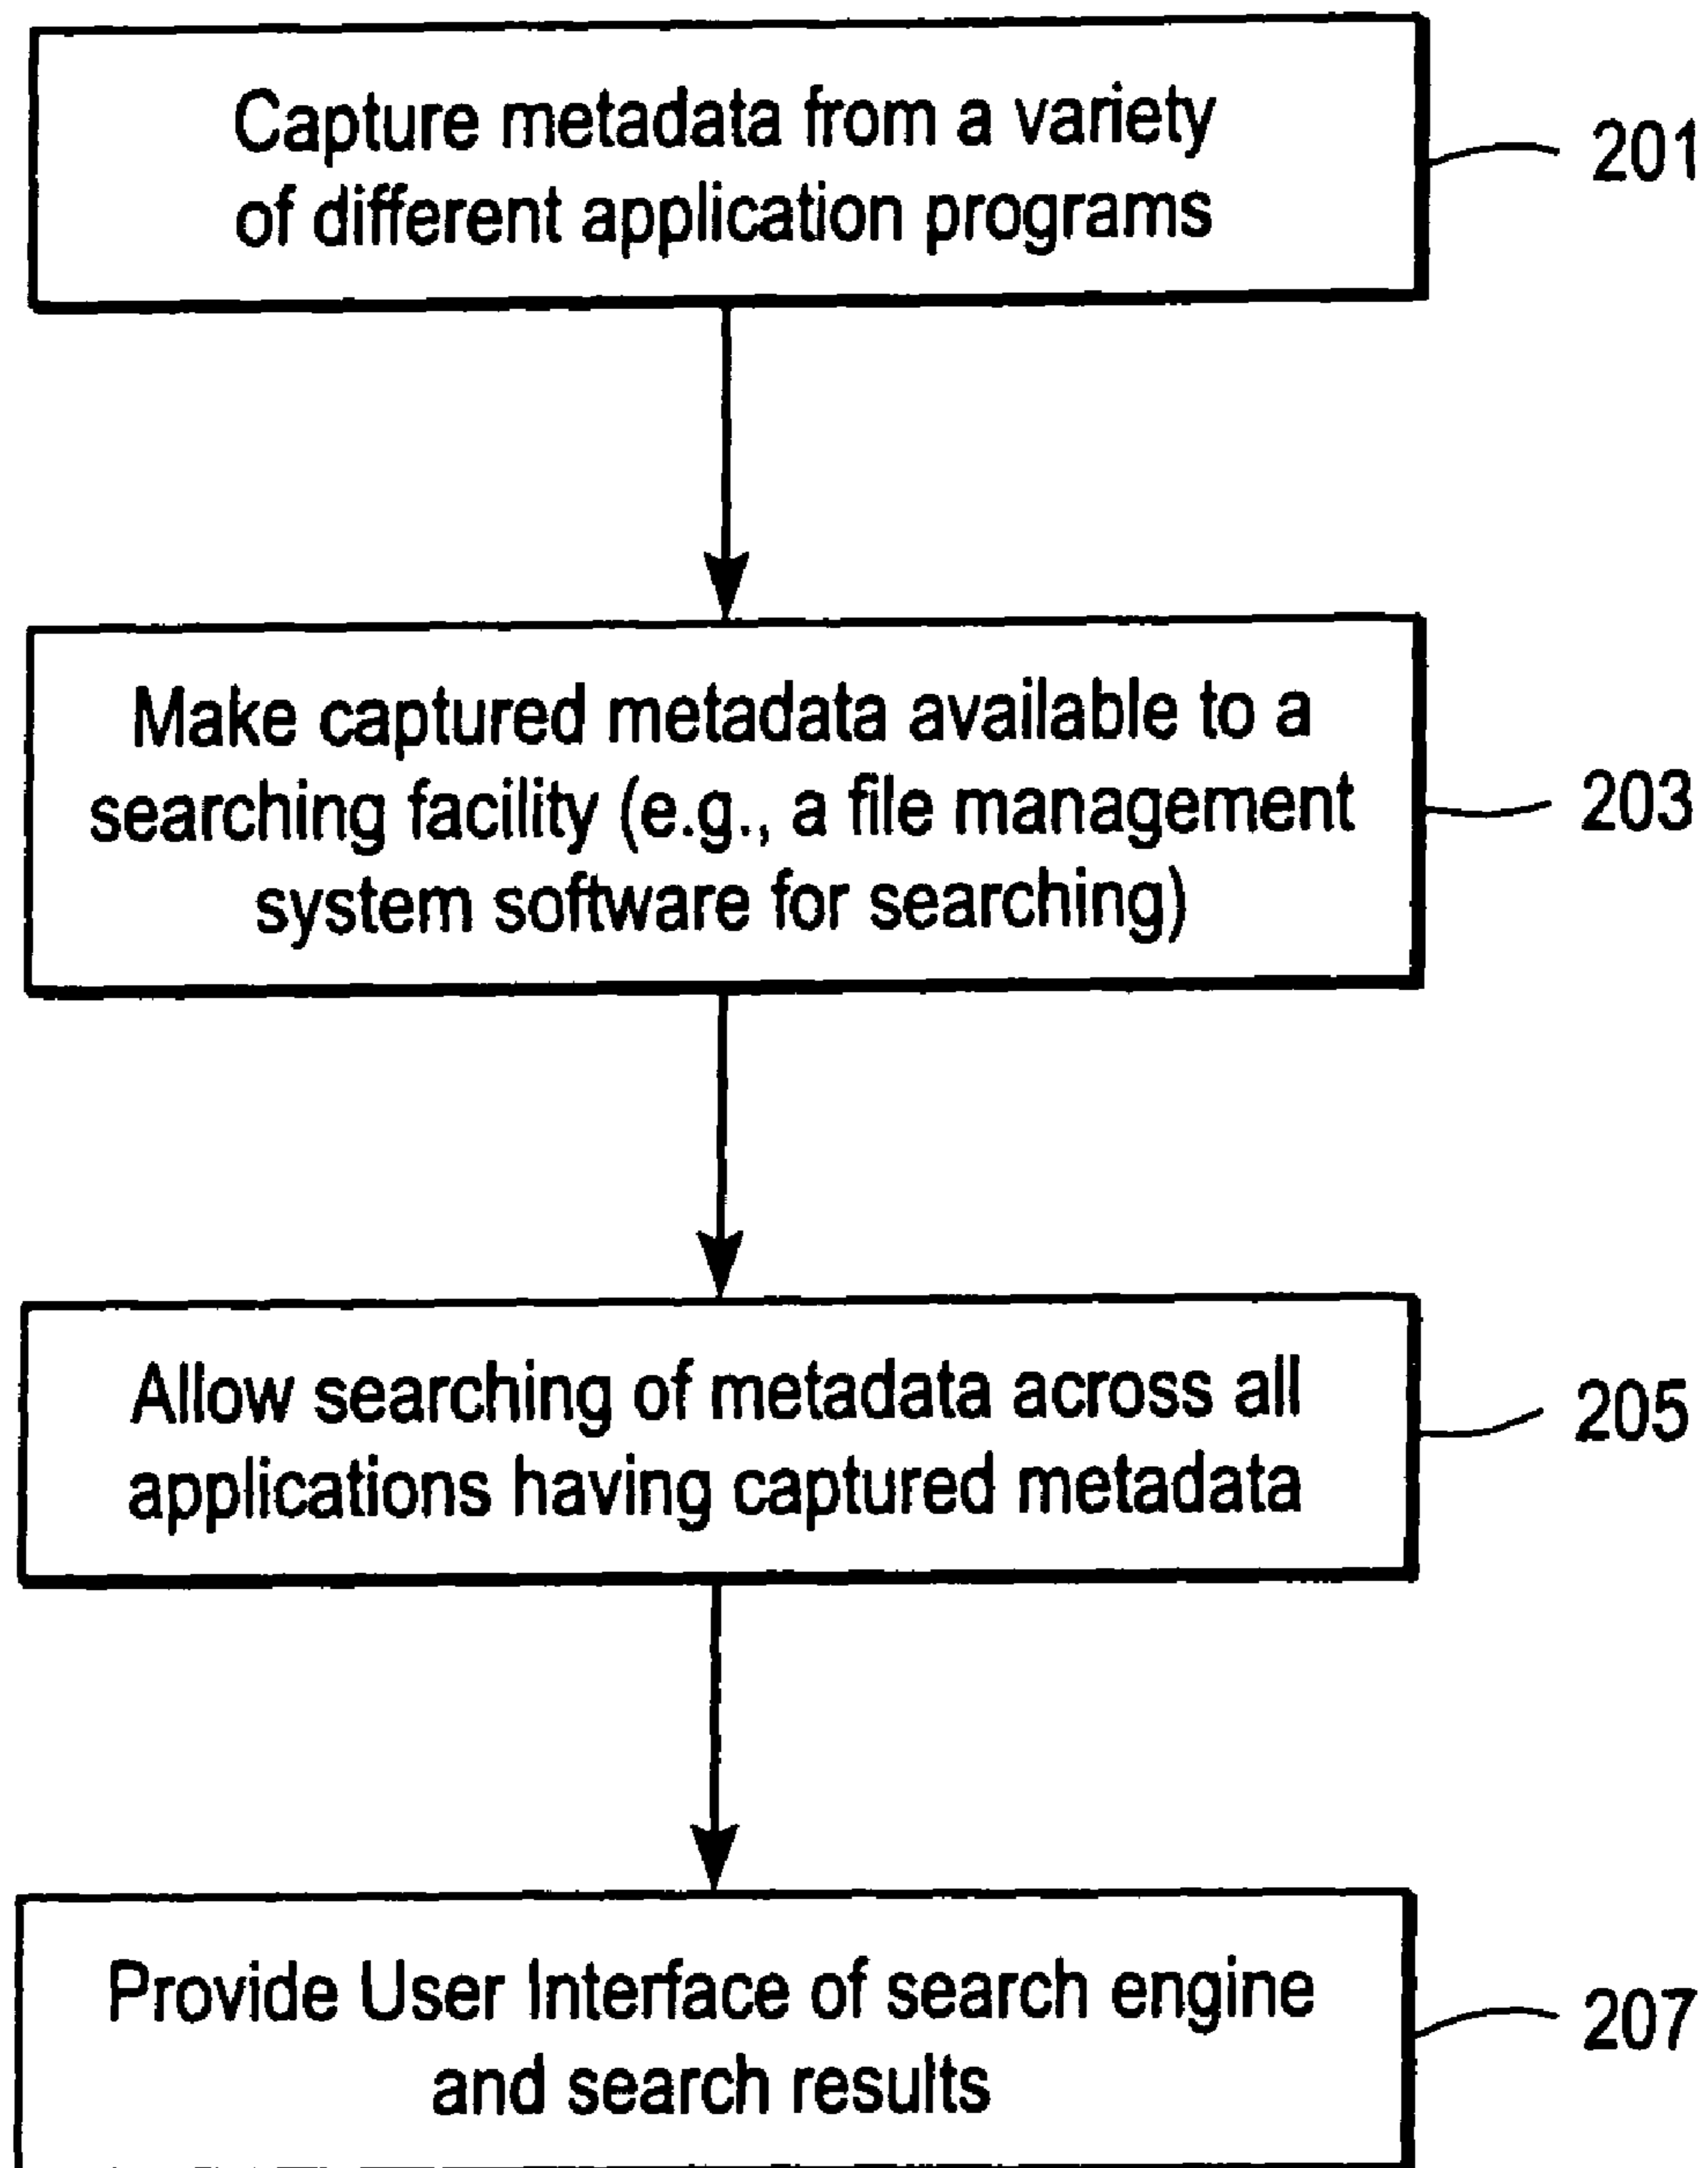 Capture metadata from a variety
of different application programs
201
Make captured metadata available to a
searching facility (e.g., a file management
system software for searching)
203
Allow searching of metadata across all
applications having captured metadata
205
Provide User Interface of search engine
and search results
207